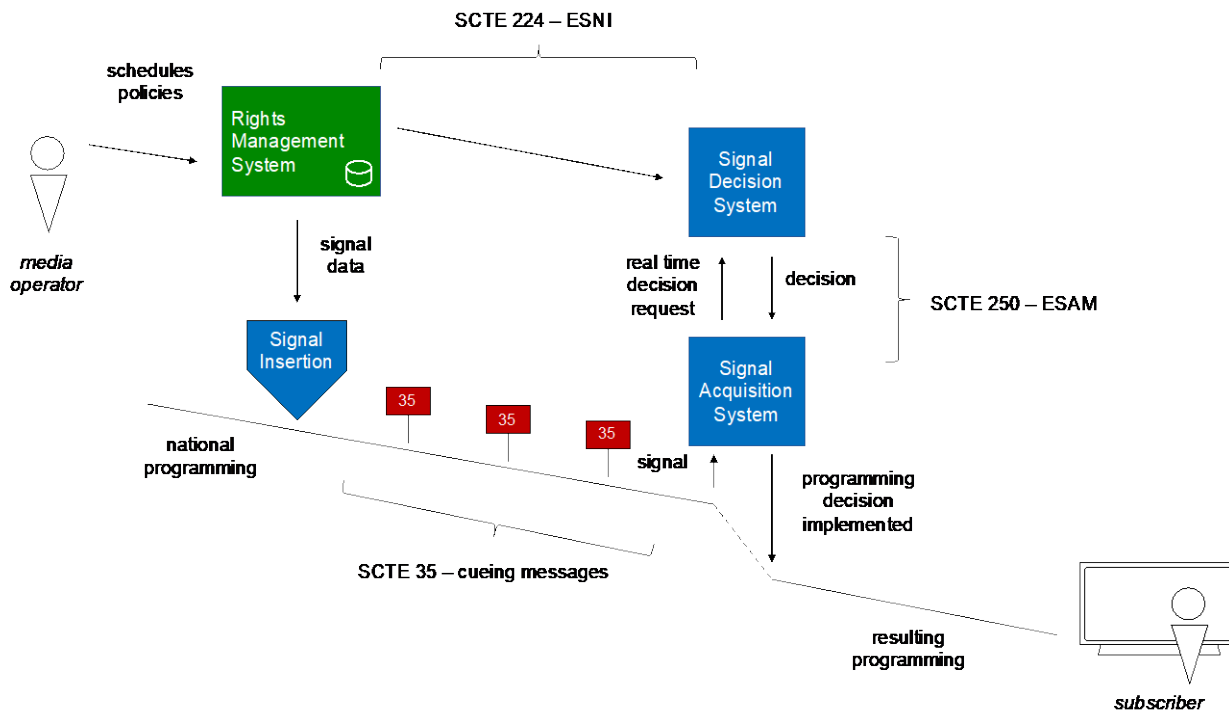 SCTE 224 – ESNI
schedules
policies
Rights
Management
System
Signal
Decision
System
media
operator
signal
data
real time
decision
request
decision
SCTE 250 – ESAM
Signal
Insertion
Signal
Acquisition
System
35
35
35
national
programming
signal
programming
decision
implemented
SCTE 35 – cueing messages
resulting
programming
subscriber